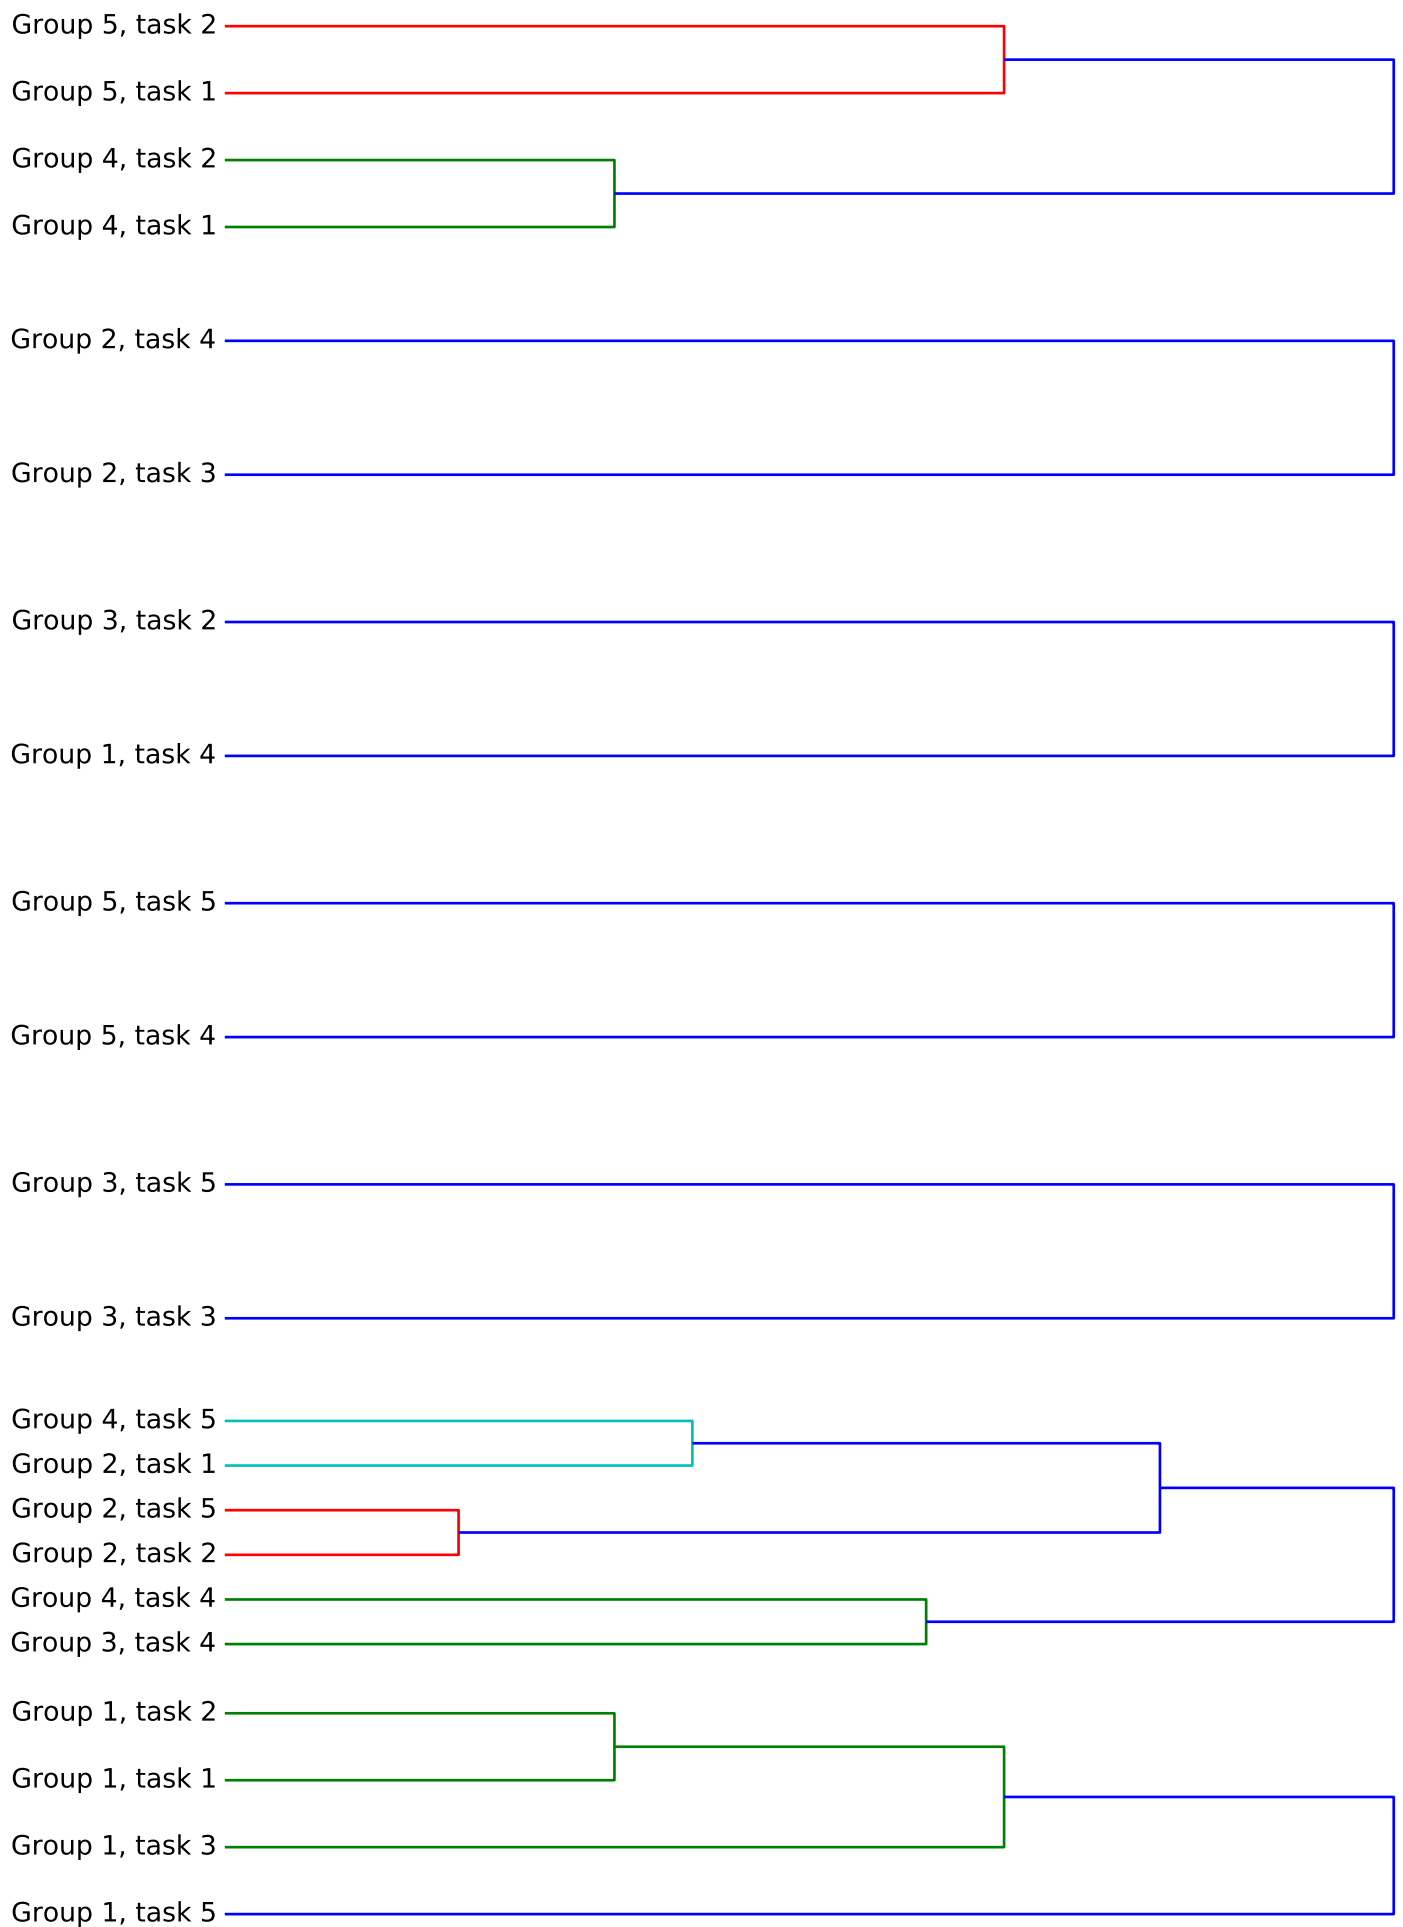 Group 5, task 2
Group 5, task 1
Group 4, task 2
Group 4, task 1
Group 2, task 4
Group 2, task 3
Group 3, task 2
Group 1, task 4
Group 5, task 5
Group 5, task 4
Group 3, task 5
Group 3, task 3
Group 4, task 5
Group 2, task 1
Group 2, task 5
Group 2, task 2
Group 4, task 4
Group 3, task 4
Group 1, task 2
Group 1, task 1
Group 1, task 3
Group 1, task 5